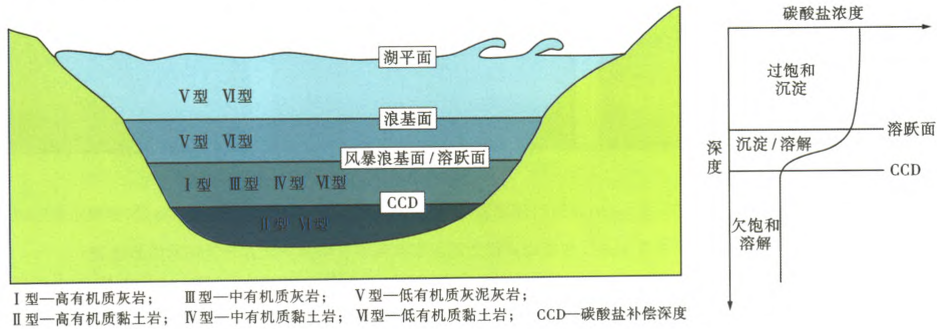 湖平面
Ⅴ型 Ⅵ型
浪基面
Ⅴ型 Ⅵ型
风暴浪基面/溶跃面
Ⅰ型 Ⅲ型 Ⅳ型 Ⅵ型
CCD
Ⅱ型 Ⅵ型
碳酸盐浓度
过饱和
沉淀
溶跃面
沉淀/溶解
深度
CCD
欠饱和
溶解
Ⅰ型—高有机质灰岩； Ⅲ型—中有机质灰岩； Ⅴ型—低有机质灰泥灰岩；
Ⅱ型—高有机质黏土岩； Ⅳ型—中有机质黏土岩； Ⅵ型—低有机质黏土岩； CCD—碳酸盐补偿深度